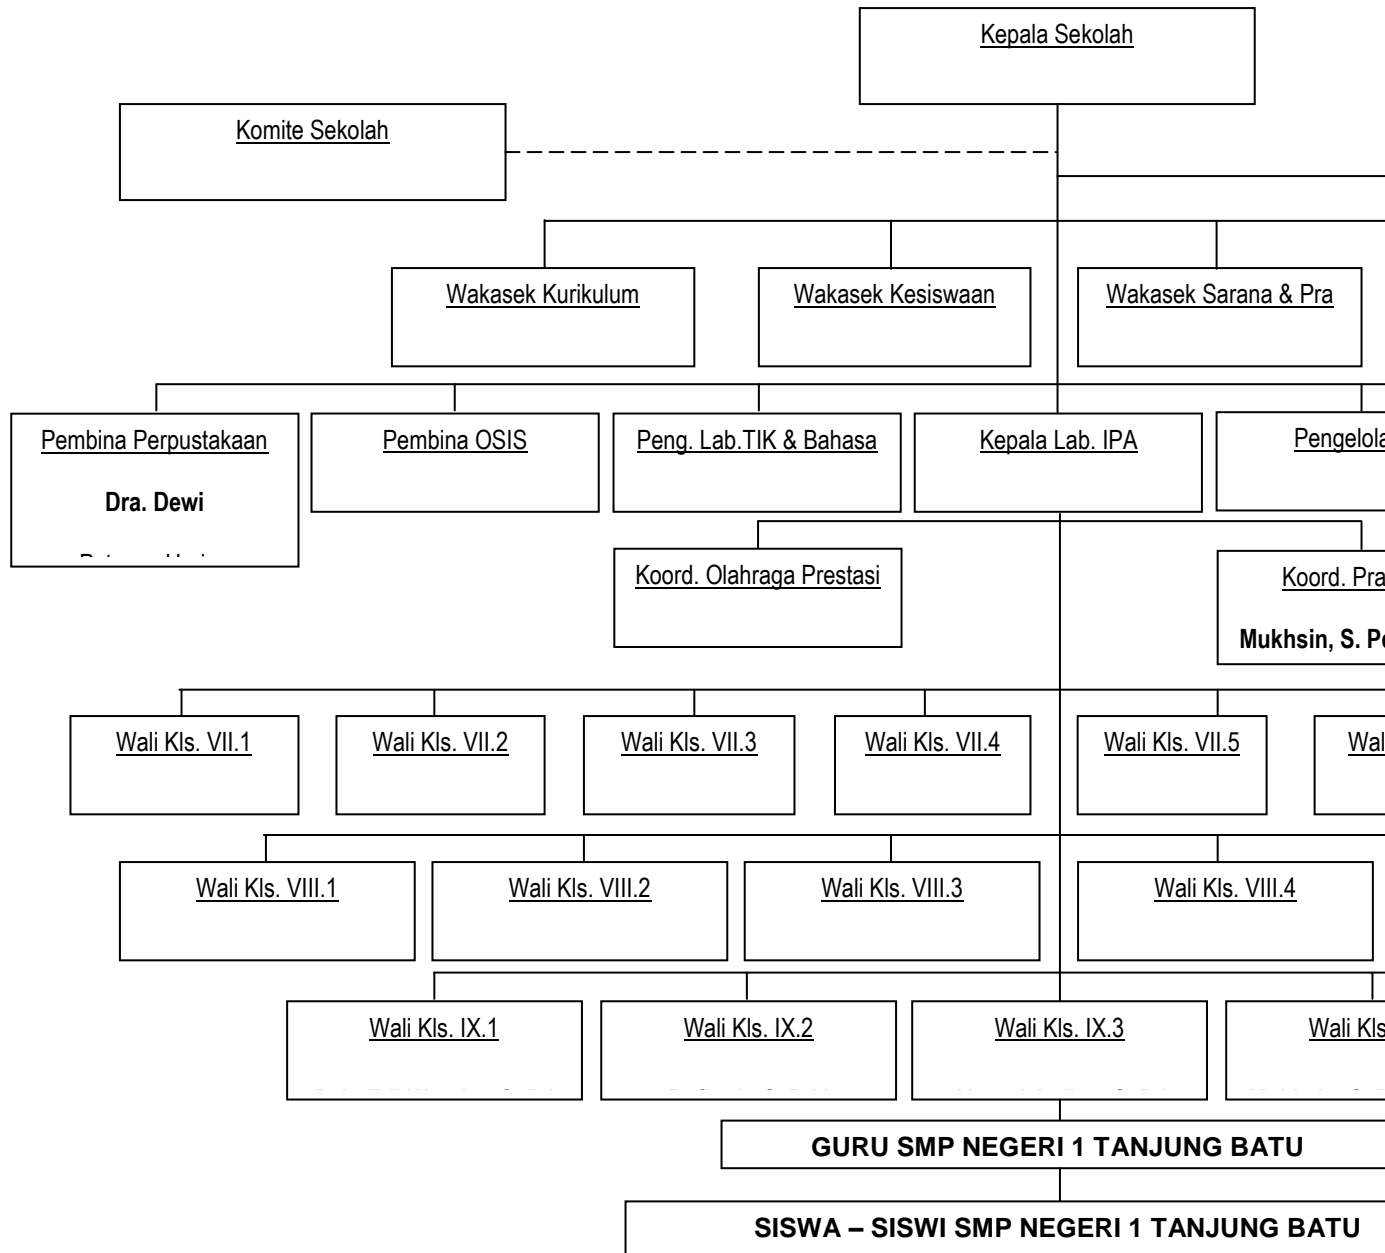 Kepala Sekolah
Komite Sekolah
Wakasek Kurikulum
Wakasek Kesiswaan
Wakasek Sarana & Pra
Pembina Perpustakaan
Dra. Dewi
Pembina OSIS
Peng. Lab.TIK & Bahasa
Kepala Lab. IPA
Pengelola
Koord. Olahraga Prestasi
Koord. Pra
Mukhsin, S. Pe
Wali Kls. VII.1
Wali Kls. VII.2
Wali Kls. VII.3
Wali Kls. VII.4
Wali Kls. VII.5
Wal
Wali Kls. VIII.1
Wali Kls. VIII.2
Wali Kls. VIII.3
Wali Kls. VIII.4
Wali Kls. IX.1
Wali Kls. IX.2
Wali Kls. IX.3
Wali Kls
GURU SMP NEGERI 1 TANJUNG BATU
SISWA – SISWI SMP NEGERI 1 TANJUNG BATU